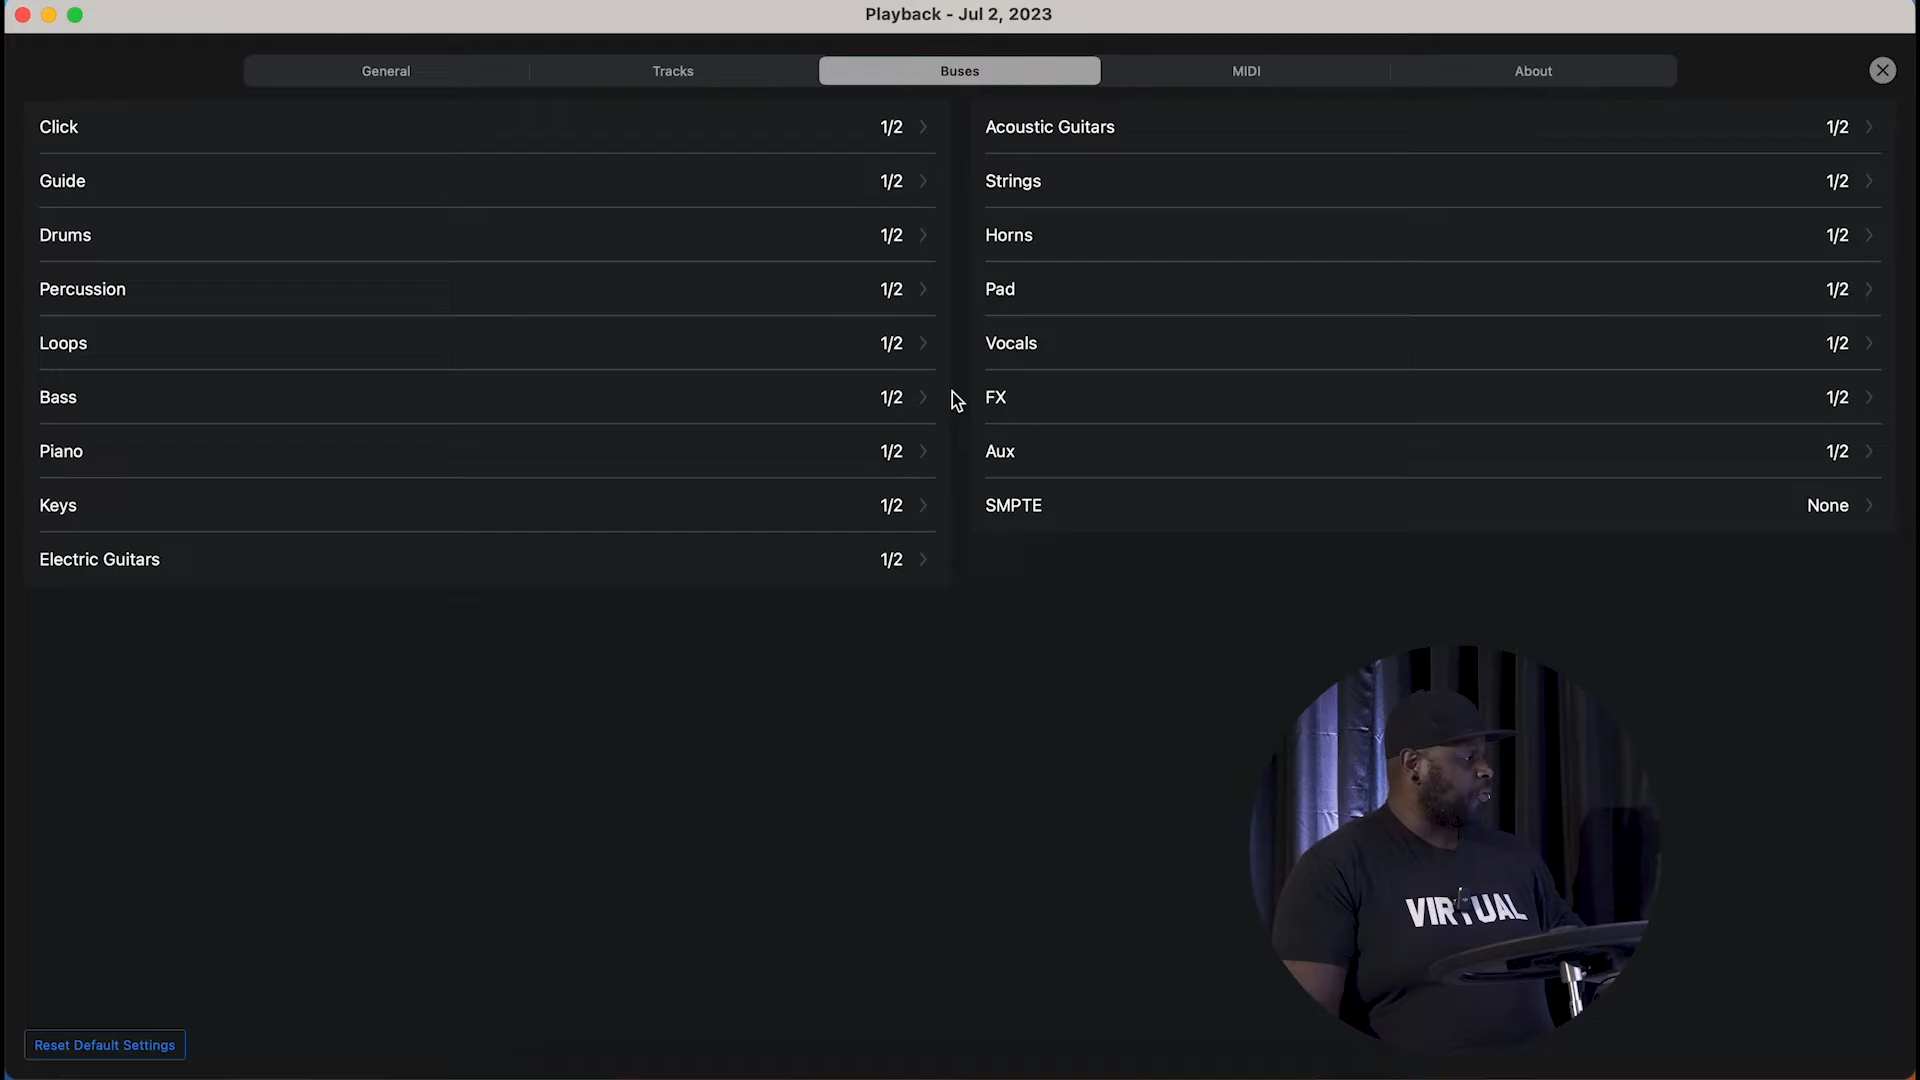 Playback - Jul 2, 2023
General
Tracks
Buses
MIDI
About
Click 1/2
Guide 1/2
Drums 1/2
Percussion 1/2
Loops 1/2
Bass 1/2
Piano 1/2
Keys 1/2
Electric Guitars 1/2
Acoustic Guitars 1/2
Strings 1/2
Horns 1/2
Pad 1/2
Vocals 1/2
FX 1/2
Aux 1/2
SMPTE None
VIRTUAL
Reset Default Settings